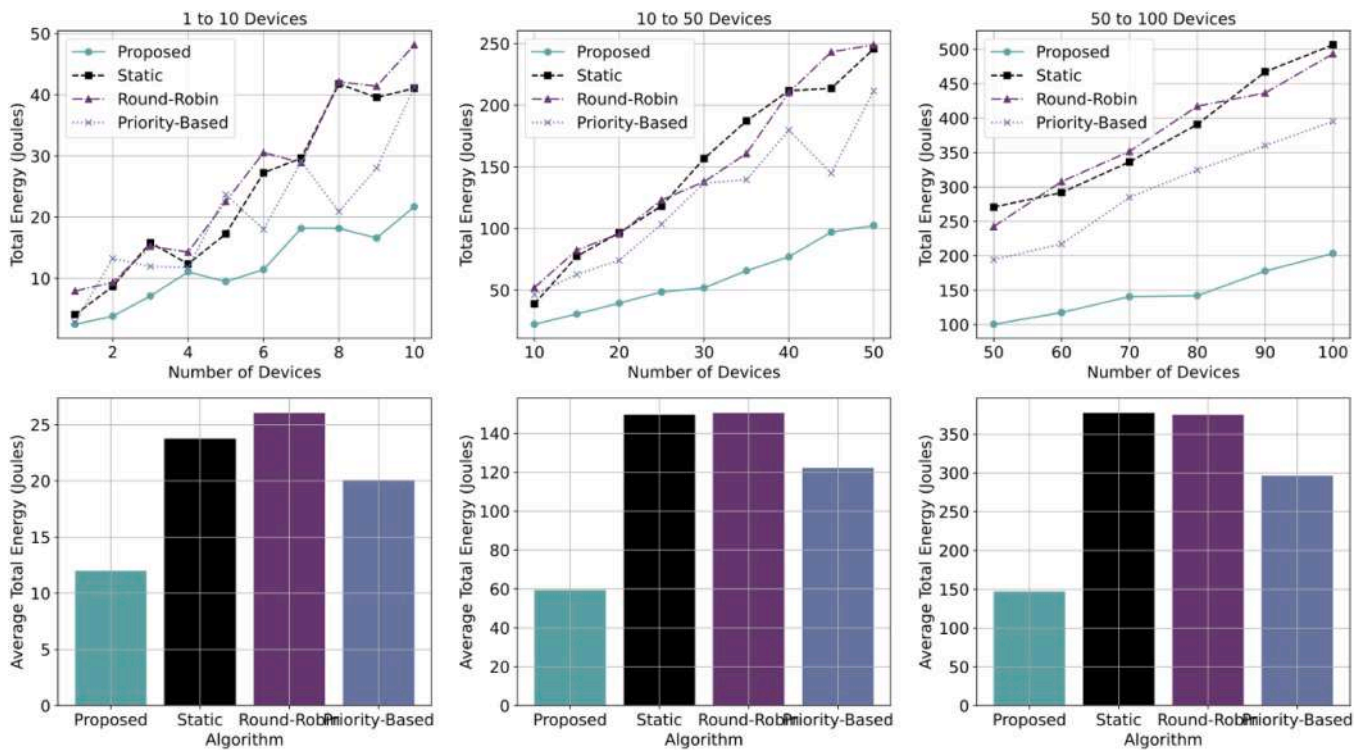 1 to 10 Devices
50
40
30
20
10
Total Energy (Joules)
Proposed
Static
Round-Robin
Priority-Based
2
4
6
8
10
Number of Devices
10 to 50 Devices
250
200
150
100
50
Total Energy (Joules)
Proposed
Static
Round-Robin
Priority-Based
10
20
30
40
50
Number of Devices
50 to 100 Devices
500
450
400
350
300
250
200
150
100
Total Energy (Joules)
Proposed
Static
Round-Robin
Priority-Based
50
60
70
80
90
100
Number of Devices
25
20
15
10
5
0
Average Total Energy (Joules)
Proposed
Static
Round-Robin
Priority-Based
Algorithm
140
120
100
80
60
40
20
0
Average Total Energy (Joules)
Proposed
Static
Round-Robin
Priority-Based
Algorithm
350
300
250
200
150
100
50
0
Average Total Energy (Joules)
Proposed
Static
Round-Robin
Priority-Based
Algorithm